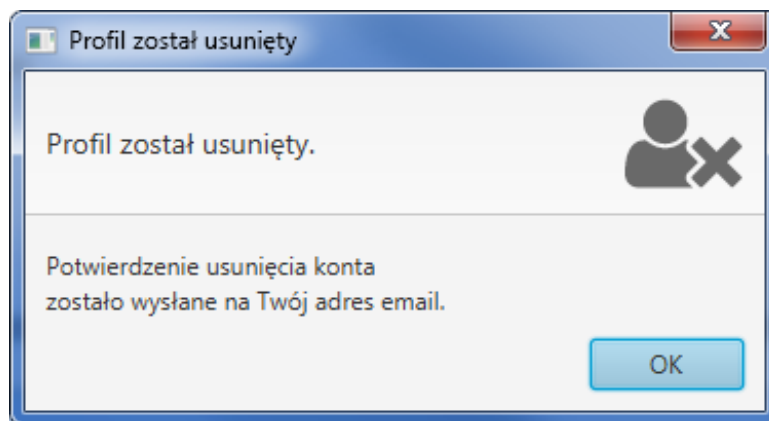 Profil został usunięty
Profil został usunięty.
Potwierdzenie usunięcia konta
zostało wysłane na Twój adres email.
OK